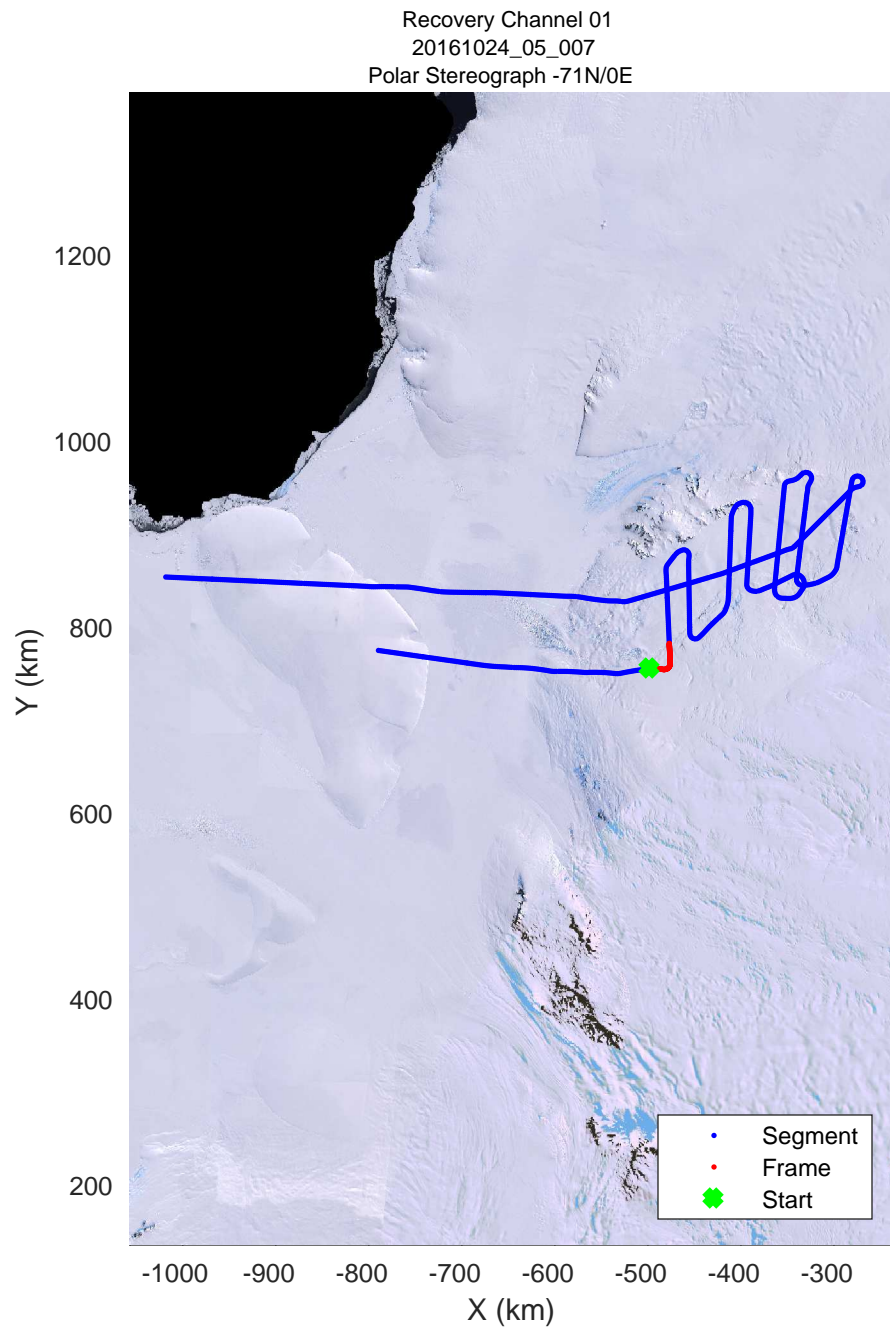 Recovery Channel 01
20161024_05_007
Polar Stereograph -71N/0E
1200
1000
800
600
400
200
Y (km)
Segment
Frame
Start
-1000 -900 -800 -700 -600 -500 -400 -300
X (km)